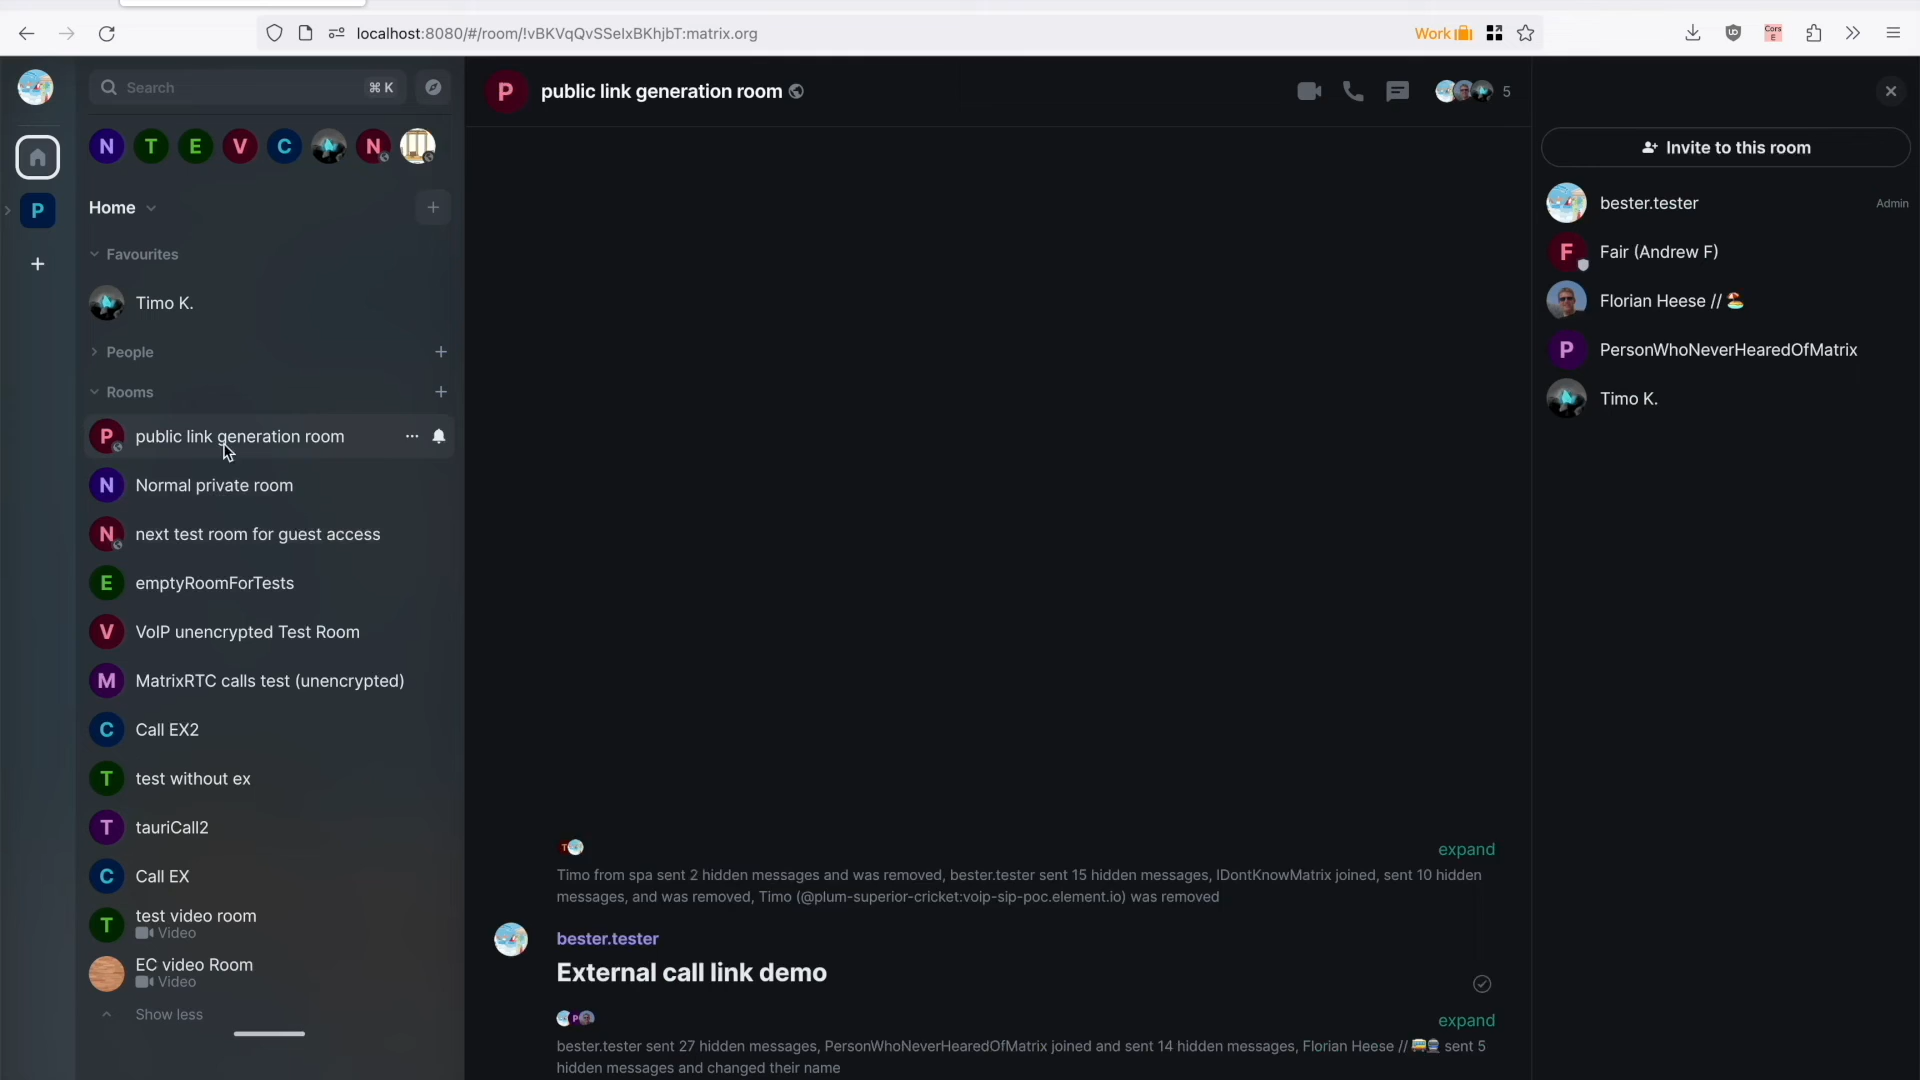 localhost:8080/#/room/!vBKVqQvSSelxBKhjbT:matrix.org
Work
Cors
E
Search
⌘ K
N
T
E
V
C
N
Home
P
Favourites
Timo K.
People
Rooms
P public link generation room
N Normal private room
N next test room for guest access
E emptyRoomForTests
V VoIP unencrypted Test Room
M MatrixRTC calls test (unencrypted)
C Call EX2
T test without ex
T tauriCall2
C Call EX
T test video room
Video
EC video Room
Video
Show less
P public link generation room
5
expand
Timo from spa sent 2 hidden messages and was removed, bester.tester sent 15 hidden messages, IDontKnowMatrix joined, sent 10 hidden
messages, and was removed, Timo (@plum-superior-cricket:voip-sip-poc.element.io) was removed
bester.tester
External call link demo
expand
bester.tester sent 27 hidden messages, PersonWhoNeverHearedOfMatrix joined and sent 14 hidden messages, Florian Heese // 🚎🚆 sent 5
hidden messages and changed their name
Invite to this room
bester.tester Admin
F Fair (Andrew F)
Florian Heese // 🏖️
P PersonWhoNeverHearedOfMatrix
Timo K.